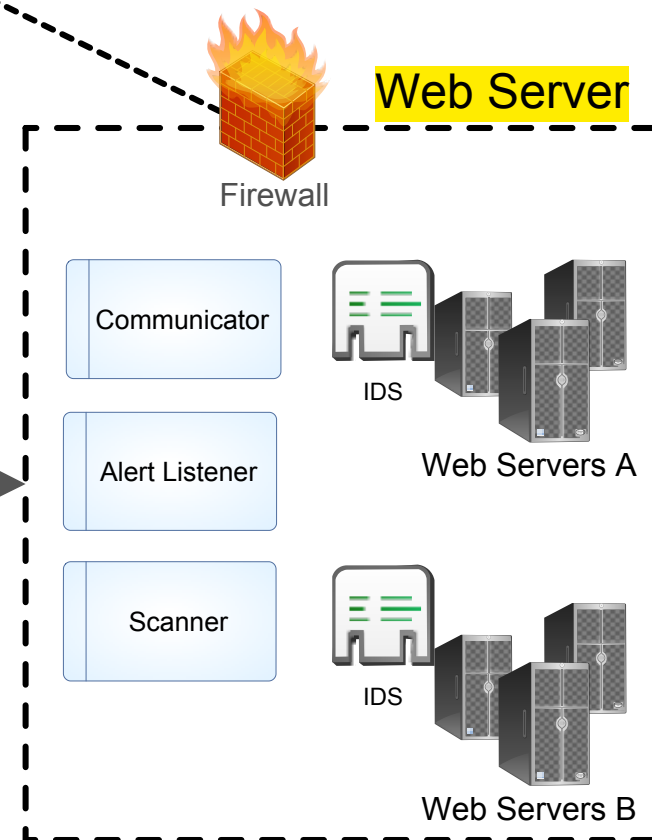 Web Server
Firewall
Communicator
IDS
Web Servers A
Alert Listener
Scanner
IDS
Web Servers B